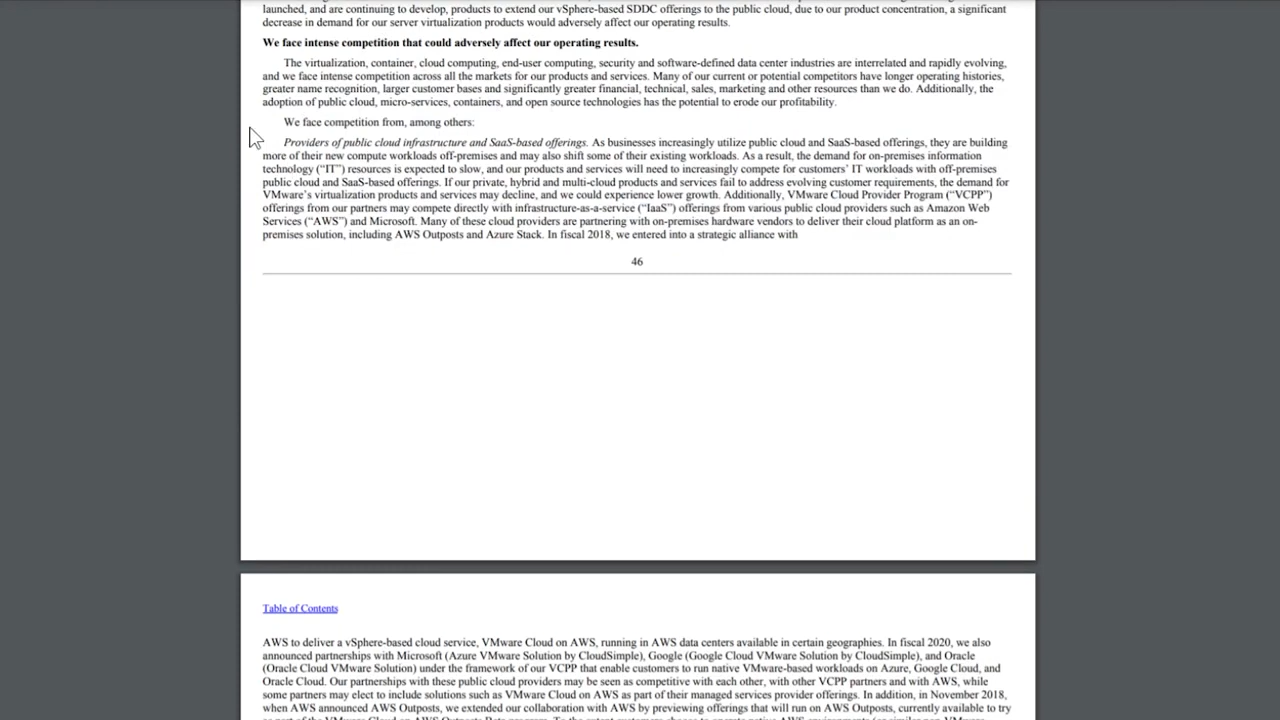 launched, and are continuing to develop, products to extend our vSphere-based SDDC offerings to the public cloud, due to our product concentration, a significant
decrease in demand for our server virtualization products would adversely affect our operating results.
We face intense competition that could adversely affect our operating results.
The virtualization, container, cloud computing, end-user computing, security and software-defined data center industries are interrelated and rapidly evolving,
and we face intense competition across all the markets for our products and services. Many of our current or potential competitors have longer operating histories,
greater name recognition, larger customer bases and significantly greater financial, technical, sales, marketing and other resources than we do. Additionally, the
adoption of public cloud, micro-services, containers, and open source technologies has the potential to erode our profitability.
We face competition from, among others:
Providers of public cloud infrastructure and SaaS-based offerings. As businesses increasingly utilize public cloud and SaaS-based offerings, they are building
more of their new compute workloads off-premises and may also shift some of their existing workloads. As a result, the demand for on-premises information
technology (“IT”) resources is expected to slow, and our products and services will need to increasingly compete for customers’ IT workloads with off-premises
public cloud and SaaS-based offerings. If our private, hybrid and multi-cloud products and services fail to address evolving customer requirements, the demand for
VMware’s virtualization products and services may decline, and we could experience lower growth. Additionally, VMware Cloud Provider Program (“VCPP”)
offerings from our partners may compete directly with infrastructure-as-a-service (“IaaS”) offerings from various public cloud providers such as Amazon Web
Services (“AWS”) and Microsoft. Many of these cloud providers are partnering with on-premises hardware vendors to deliver their cloud platform as an on-
premises solution, including AWS Outposts and Azure Stack. In fiscal 2018, we entered into a strategic alliance with
46
Table of Contents
AWS to deliver a vSphere-based cloud service, VMware Cloud on AWS, running in AWS data centers available in certain geographies. In fiscal 2020, we also
announced partnerships with Microsoft (Azure VMware Solution by CloudSimple), Google (Google Cloud VMware Solution by CloudSimple), and Oracle
(Oracle Cloud VMware Solution) under the framework of our VCPP that enable customers to run native VMware-based workloads on Azure, Google Cloud, and
Oracle Cloud. Our partnerships with these public cloud providers may be seen as competitive with each other, with other VCPP partners and with AWS, while
some partners may elect to include solutions such as VMware Cloud on AWS as part of their managed services provider offerings. In addition, in November 2018,
when AWS announced AWS Outposts, we extended our collaboration with AWS by previewing offerings that will run on AWS Outposts, currently available to try